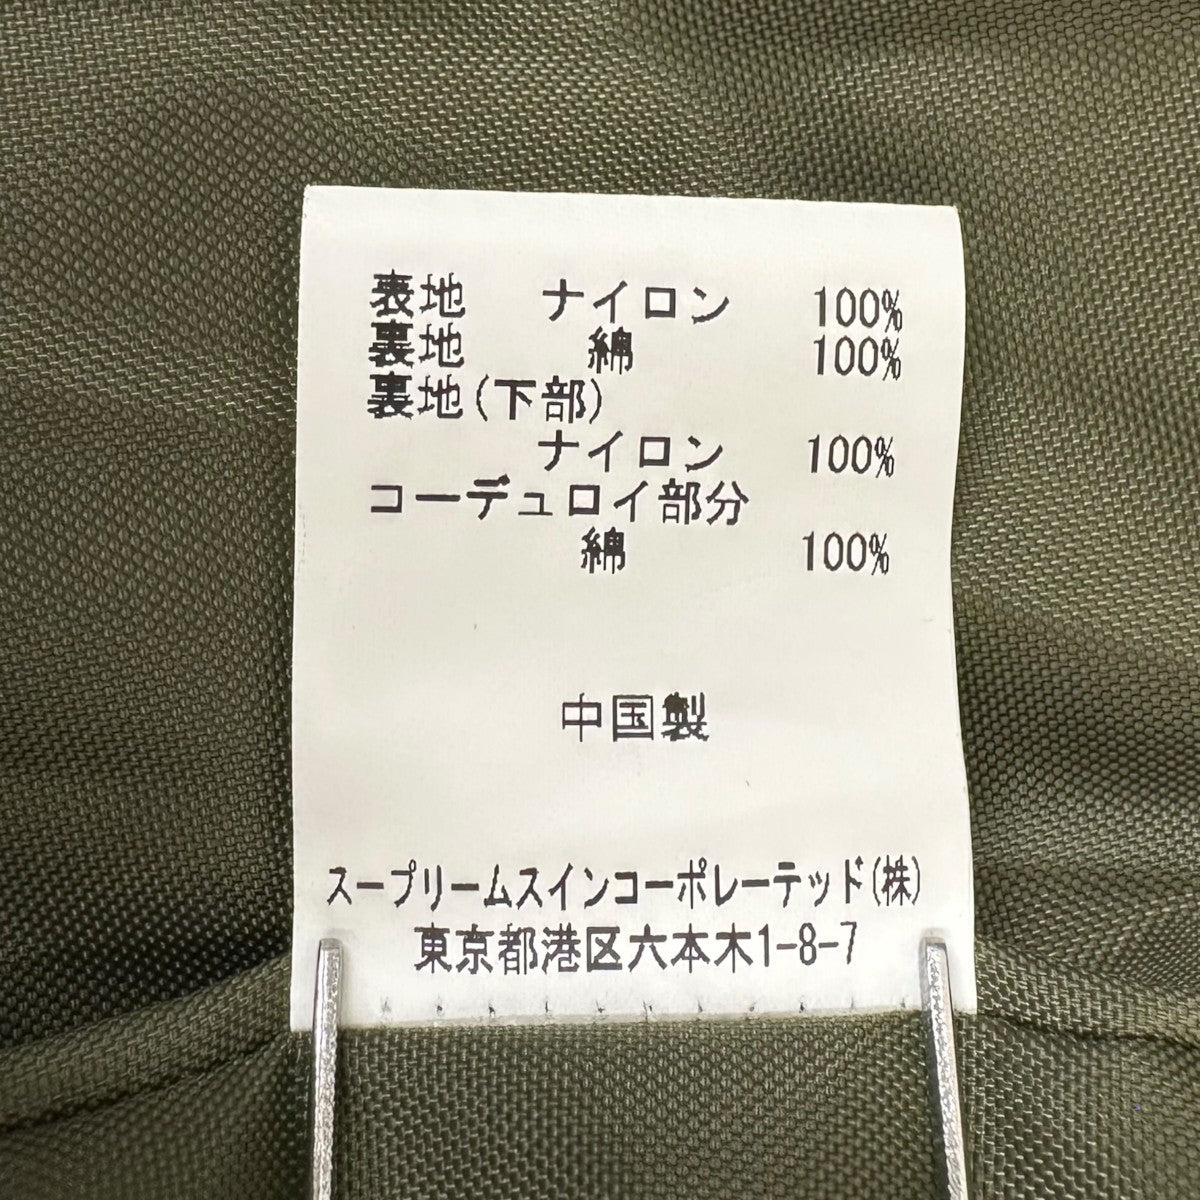 表地 ナイロン 100%
裏地 綿 100%
裏地(下部)
ナイロン 100%
コーデュロイ部分
綿 100%
中国製
スープリームスインコーポレーテッド(株)
東京都港区六本木1-8-7